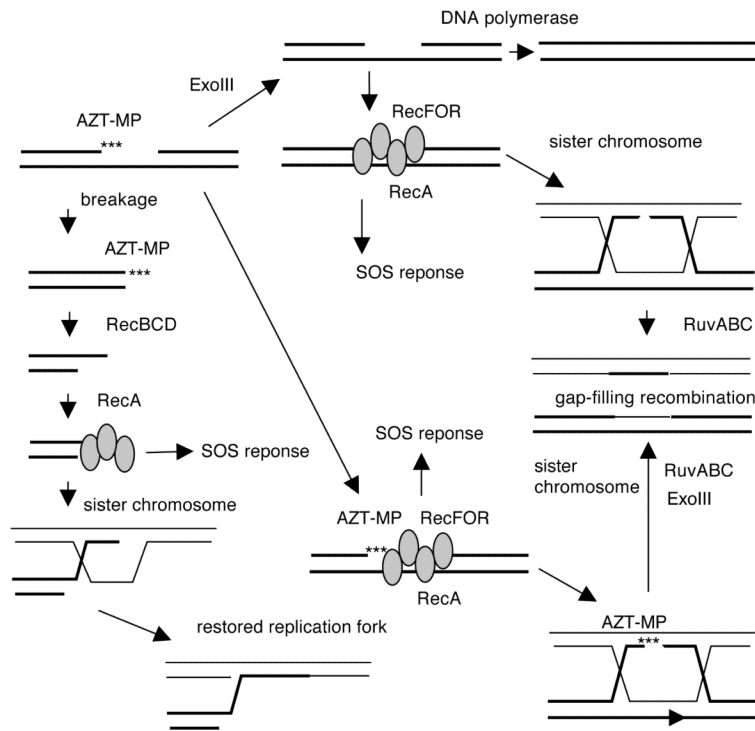 DNA polymerase
ExoIII
AZT-MP
***
RecFOR
sister chromosome
RecA
breakage
AZT-MP
***
SOS reponse
RecBCD
RuvABC
gap-filling recombination
RecA
SOS reponse
SOS reponse
sister
chromosome
RuvABC
ExoIII
sister chromosome
AZT-MP
RecFOR
***
RecA
AZT-MP
***
restored replication fork